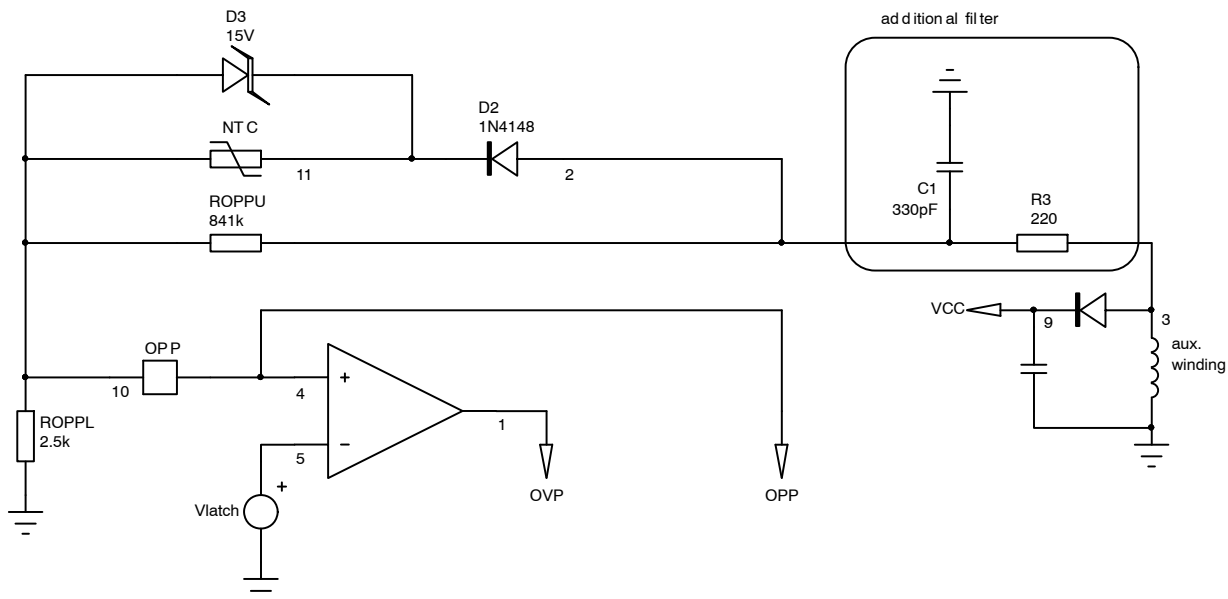 additional filter
D3
15V
D2
1N4148
NTC
11
2
C1
330pF
R3
220
ROPPU
841k
VCC
9
3
aux.
winding
OPP
10
+
4
1
ROPPL
2.5k
−
5
+
Vlatch
OVP
OPP